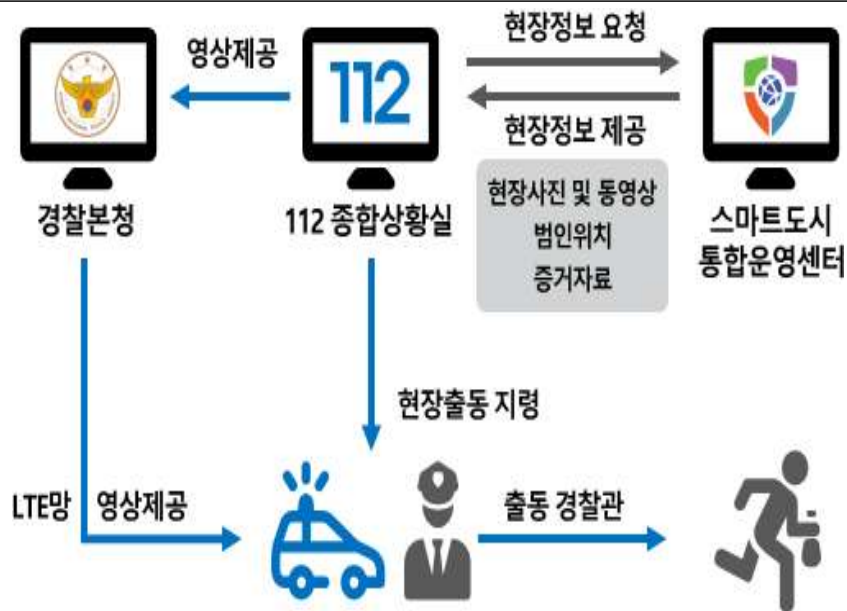 영상제공
112
현장정보 요청
현장정보 제공
현장사진 및 동영상
범인위치
증거자료
경찰본청
112 종합상황실
스마트도시
통합운영센터
현장출동 지령
LTE망
영상제공
출동 경찰관